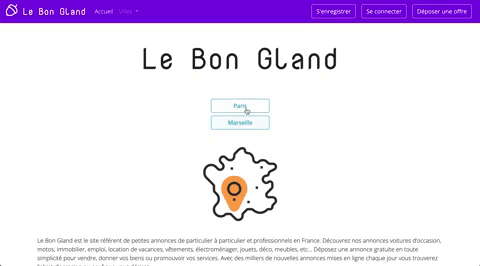 Le Bon Gland Accueil Villes S'enregistrer Se connecter Déposer une offre
Le Bon Gland
Paris
Marseille
Le Bon Gland est le site référent de petites annonces de particulier à particulier et professionnels en France. Découvrez nos annonces voitures d'occasion,
motos, immobilier, emploi, location de vacances, vêtements, électroménager, jouets, déco, meubles, etc... Déposez une annonce gratuite en toute
simplicité pour vendre, donner vos biens ou promouvoir vos services. Avec des milliers de nouvelles annonces mises en ligne chaque jour vous trouverez